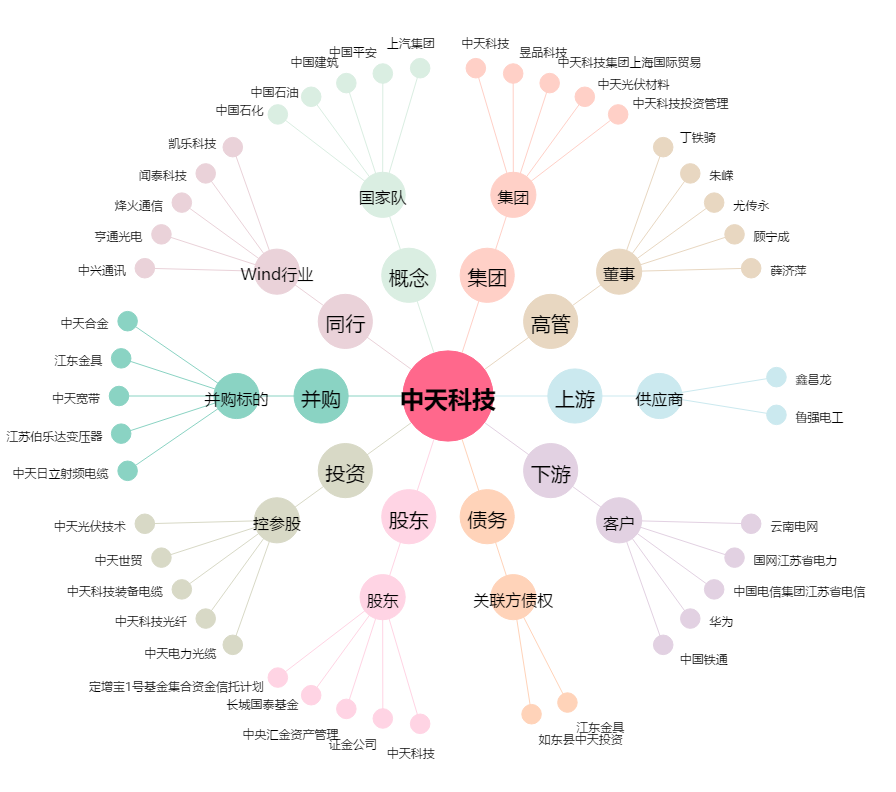 上汽集团
中国平安
中国建筑
中国石油
中国石化
国家队
概念
中天科技
昱品科技
中天科技集团上海国际贸易
中天光伏材料
中天科技投资管理
集团
集团
凯乐科技
闻泰科技
烽火通信
亨通光电
中兴通讯
Wind行业
同行
丁铁骑
朱嵘
尤传永
顾宁成
薛济萍
董事
高管
中天合金
江东金具
中天宽带
江苏伯乐达变压器
中天日立射频电缆
并购标的
并购
中天科技
上游
供应商
鑫昌龙
鲁强电工
投资
控参股
中天光伏技术
中天世贸
中天科技装备电缆
中天科技光纤
中天电力光缆
下游
客户
云南电网
国网江苏省电力
中国电信集团江苏省电信
华为
中国铁通
股东
股东
定增宝1号基金集合资金信托计划
长城国泰基金
中央汇金资产管理
证金公司
中天科技
债务
关联方债权
江东金具
如东县中天投资